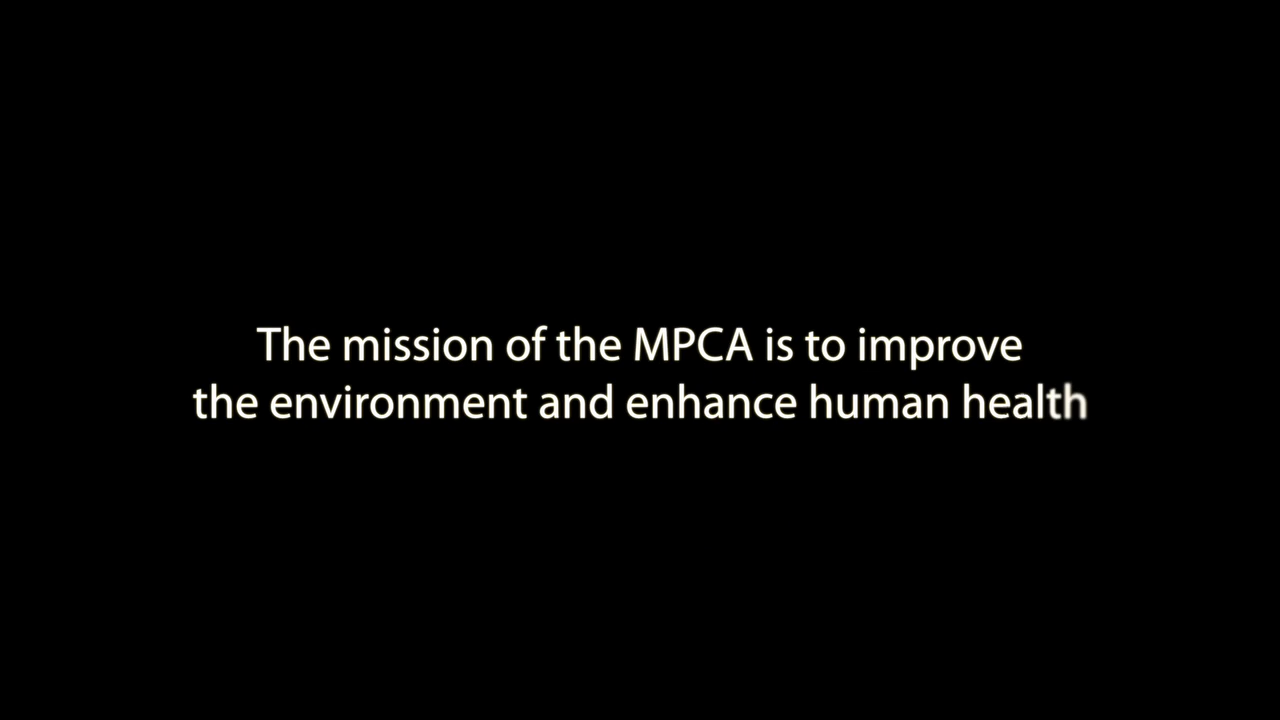 The mission of the MPCA is to improve
the environment and enhance human health